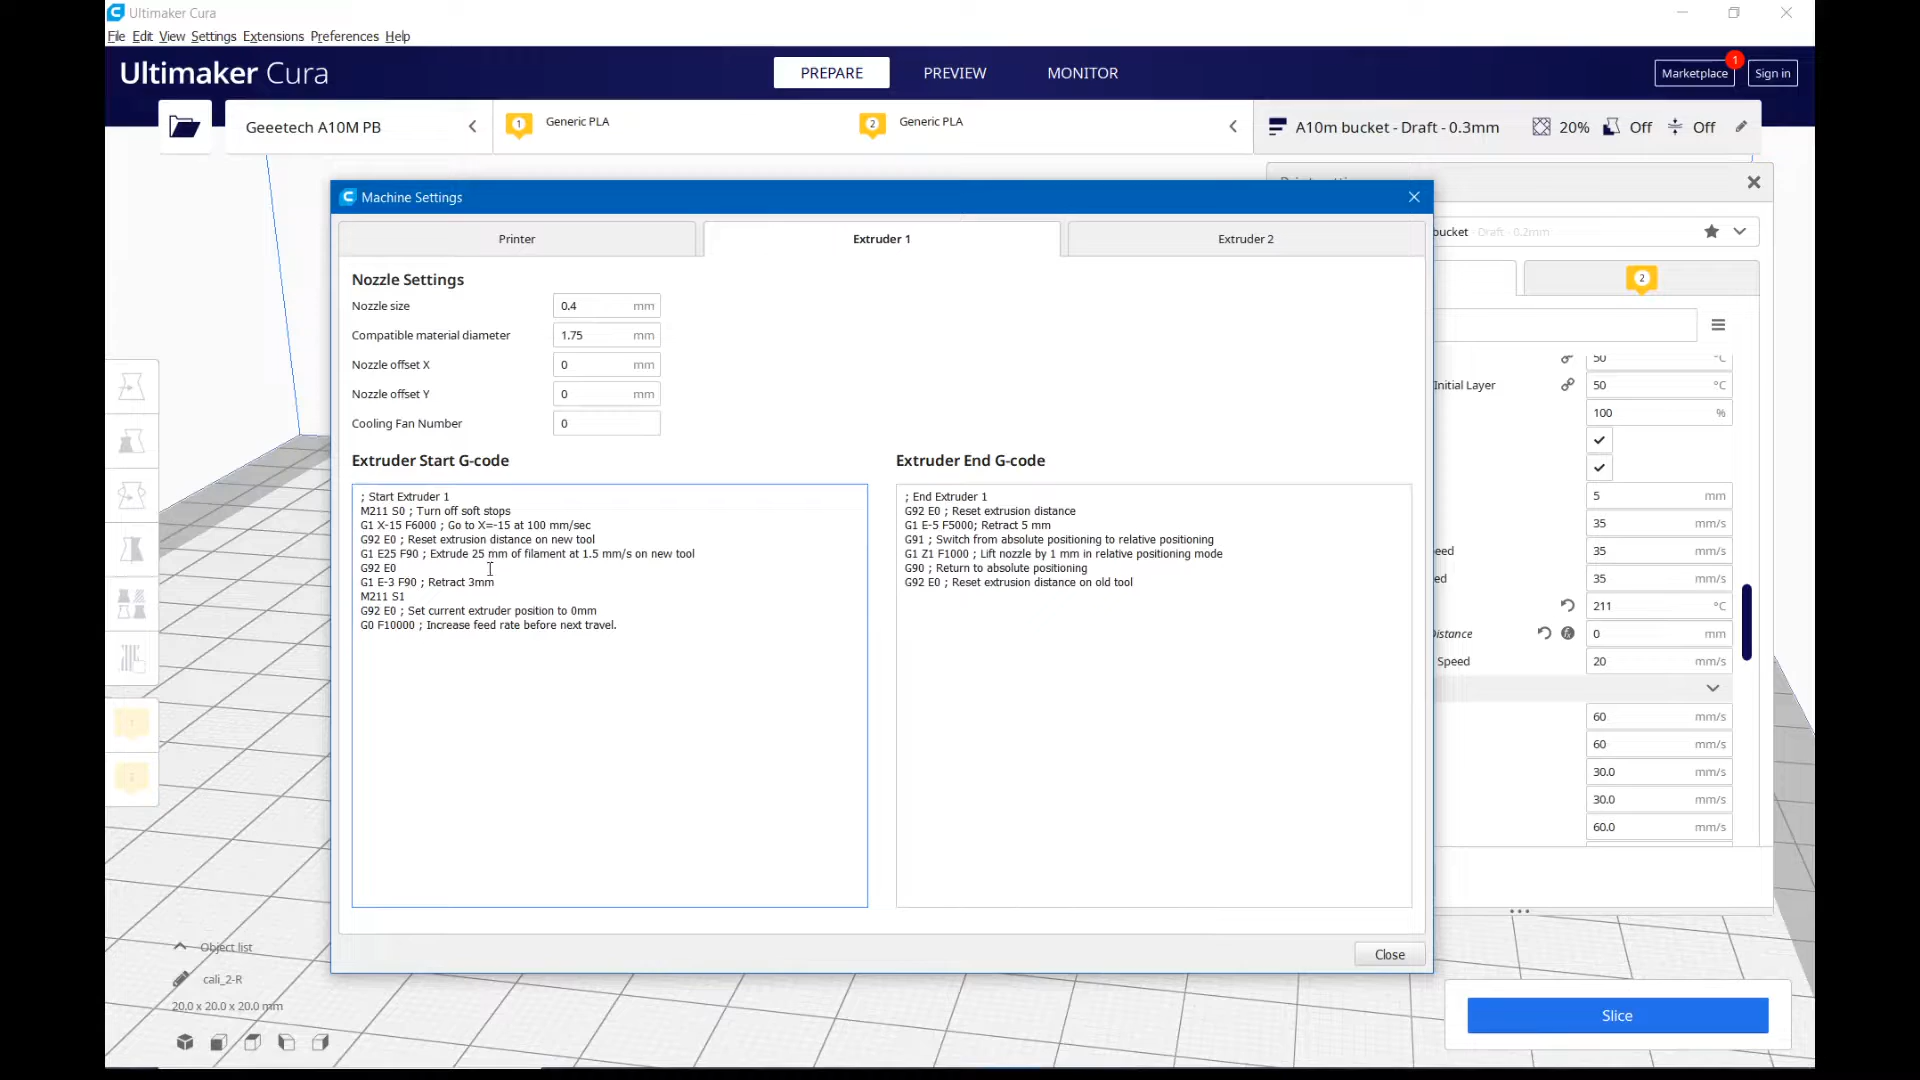 Ultimaker Cura
File Edit View Settings Extensions Preferences Help
Ultimaker Cura
PREPARE
PREVIEW
MONITOR
Marketplace
1
Sign in
Geeetech A10M PB
1
Generic PLA
2
Generic PLA
A10m bucket - Draft - 0.3mm
20%
Off
Off
Machine Settings
Printer
Extruder 1
Extruder 2
bucket Draft - 0.2mm
2
Nozzle Settings
Nozzle size
0.4 mm
Compatible material diameter
1.75 mm
Nozzle offset X
0 mm
Nozzle offset Y
0 mm
Cooling Fan Number
0
Extruder Start G-code
; Start Extruder 1
M211 S0 ; Turn off soft stops
G1 X-15 F6000 ; Go to X=-15 at 100 mm/sec
G92 E0 ; Reset extrusion distance on new tool
G1 E25 F90 ; Extrude 25 mm of filament at 1.5 mm/s on new tool
G92 E0
G1 E-3 F90 ; Retract 3mm
M211 S1
G92 E0 ; Set current extruder position to 0mm
G0 F10000 ; Increase feed rate before next travel.
Extruder End G-code
; End Extruder 1
G92 E0 ; Reset extrusion distance
G1 E-5 F5000; Retract 5 mm
G91 ; Switch from absolute positioning to relative positioning
G1 Z1 F1000 ; Lift nozzle by 1 mm in relative positioning mode
G90 ; Return to absolute positioning
G92 E0 ; Reset extrusion distance on old tool
Close
50 °C
Initial Layer 50 °C
100 %
5 mm
35 mm/s
eed 35 mm/s
ed 35 mm/s
211 °C
Distance 0 mm
Speed 20 mm/s
60 mm/s
60 mm/s
30.0 mm/s
30.0 mm/s
60.0 mm/s
Object list
cali_2-R
20.0 x 20.0 x 20.0 mm
Slice